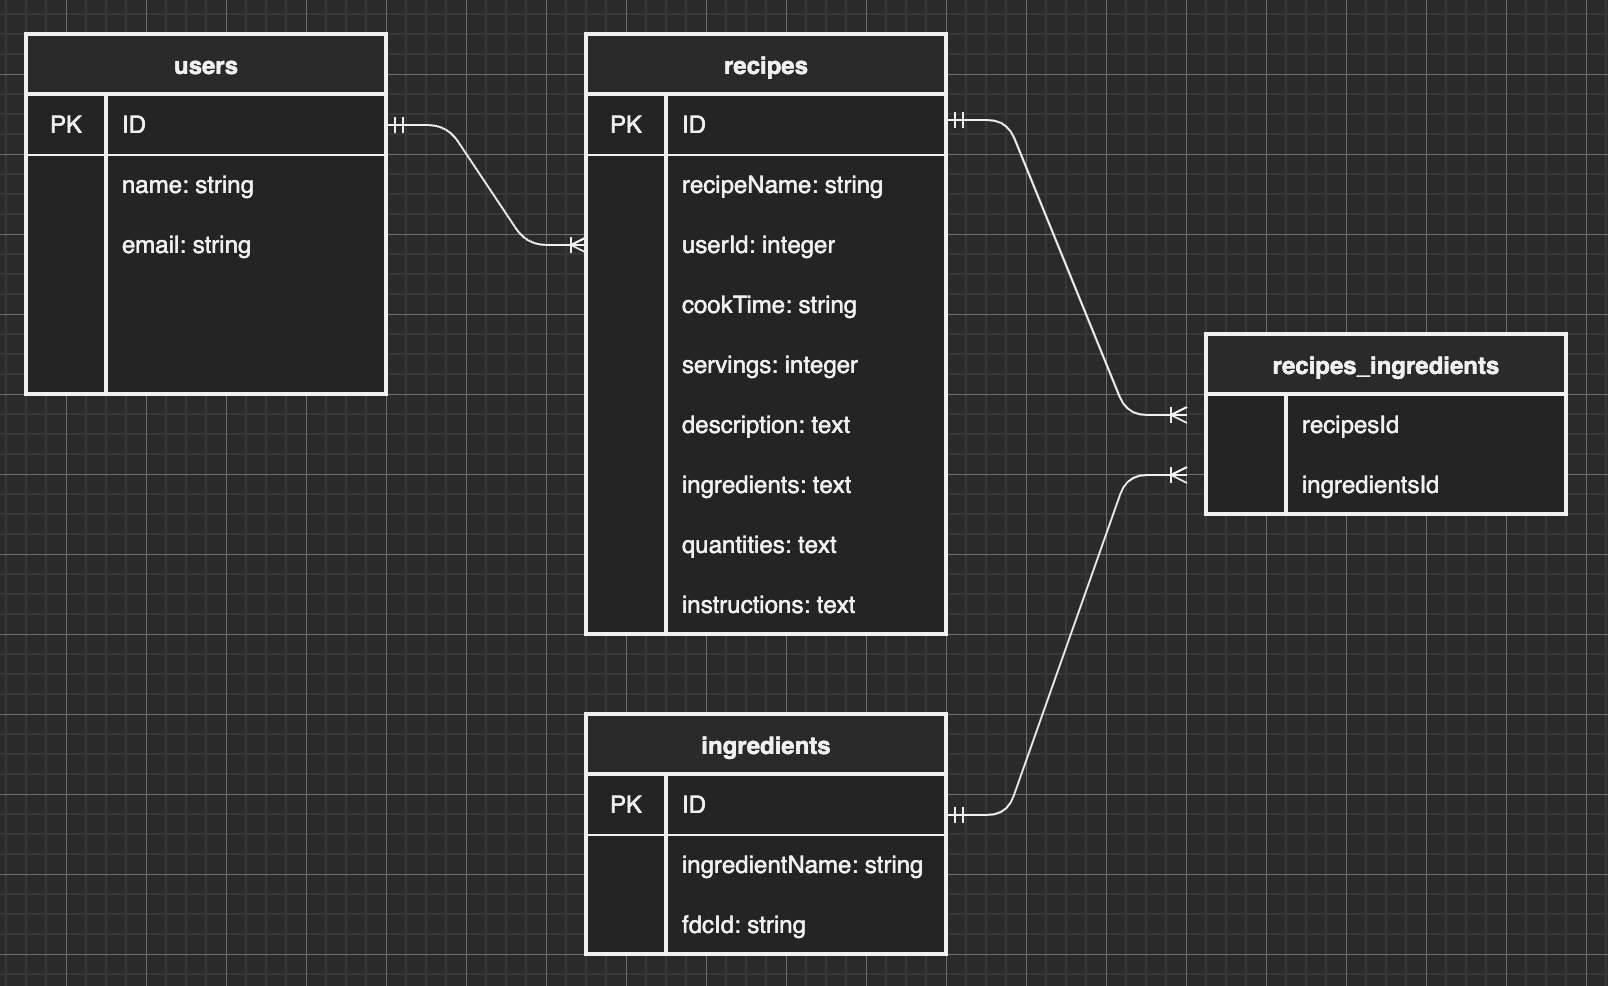 users
PK ID
name: string
email: string
recipes
PK ID
recipeName: string
userId: integer
cookTime: string
servings: integer
description: text
ingredients: text
quantities: text
instructions: text
recipes_ingredients
recipesId
ingredientsId
ingredients
PK ID
ingredientName: string
fdcId: string